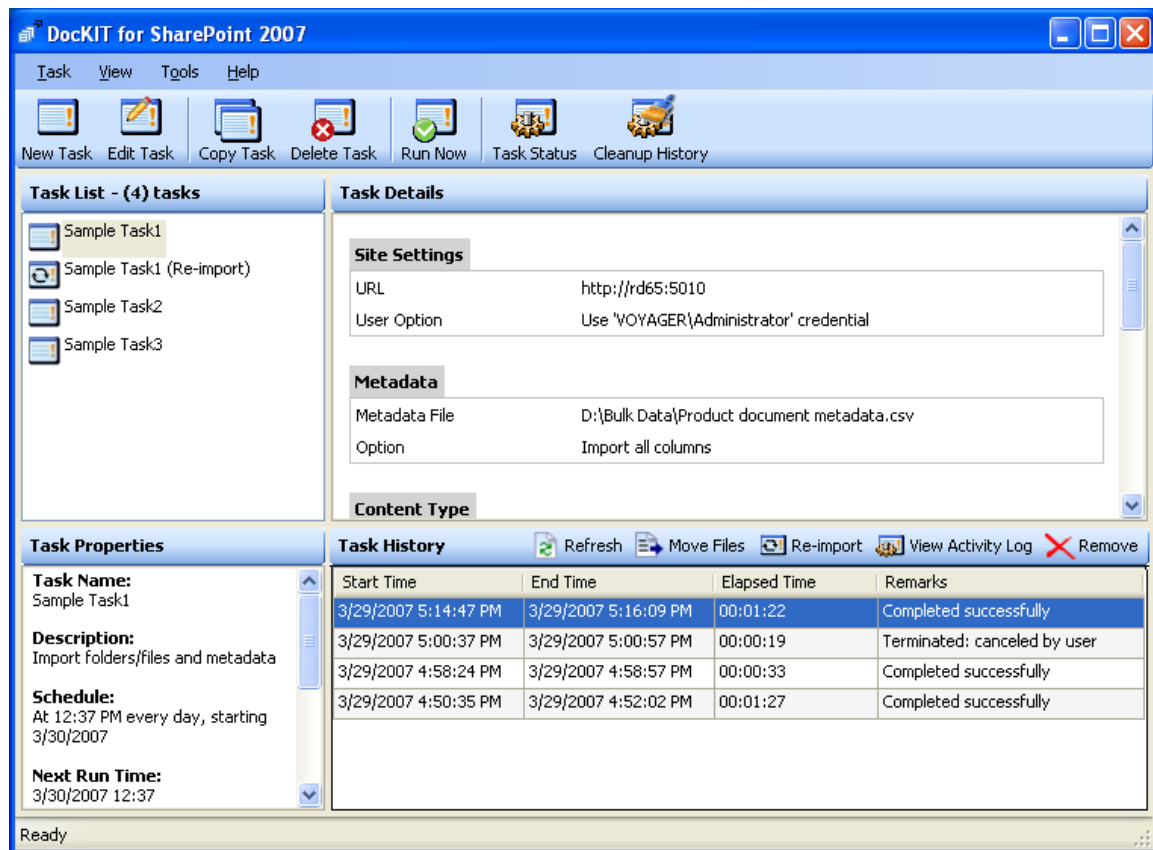 DocKIT for SharePoint 2007
Task View Tools Help
New Task Edit Task Copy Task Delete Task Run Now Task Status Cleanup History
Task List - (4) tasks
Sample Task1
Sample Task1 (Re-import)
Sample Task2
Sample Task3
Task Details
Site Settings
URL http://rd65:5010
User Option Use 'VOYAGER\Administrator' credential
Metadata
Metadata File D:\Bulk Data\Product document metadata.csv
Option Import all columns
Content Type
Task Properties
Task Name:
Sample Task1
Description:
Import folders/files and metadata
Schedule:
At 12:37 PM every day, starting
3/30/2007
Next Run Time:
3/30/2007 12:37
Task History Refresh Move Files Re-import View Activity Log Remove
Start Time End Time Elapsed Time Remarks
3/29/2007 5:14:47 PM 3/29/2007 5:16:09 PM 00:01:22 Completed successfully
3/29/2007 5:00:37 PM 3/29/2007 5:00:57 PM 00:00:19 Terminated: canceled by user
3/29/2007 4:58:24 PM 3/29/2007 4:58:57 PM 00:00:33 Completed successfully
3/29/2007 4:50:35 PM 3/29/2007 4:52:02 PM 00:01:27 Completed successfully
Ready